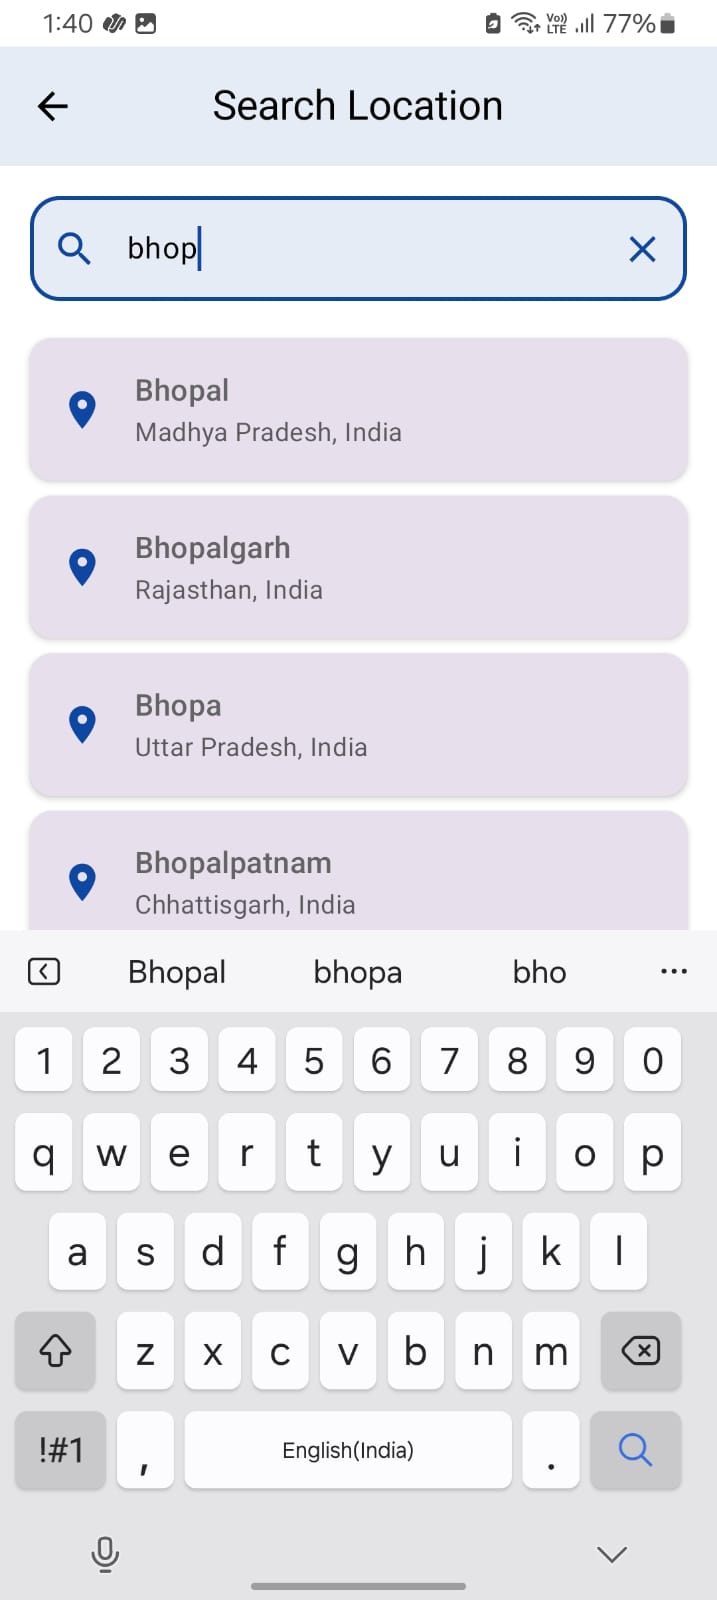 1:40 Vo)) LTE 77%
Search Location
bhop
Bhopal
Madhya Pradesh, India
Bhopalgarh
Rajasthan, India
Bhopa
Uttar Pradesh, India
Bhopalpatnam
Chhattisgarh, India
Bhopal bhopa bho ...
1 2 3 4 5 6 7 8 9 0
q w e r t y u i o p
a s d f g h j k l
z x c v b n m
!#1 , English(India) .